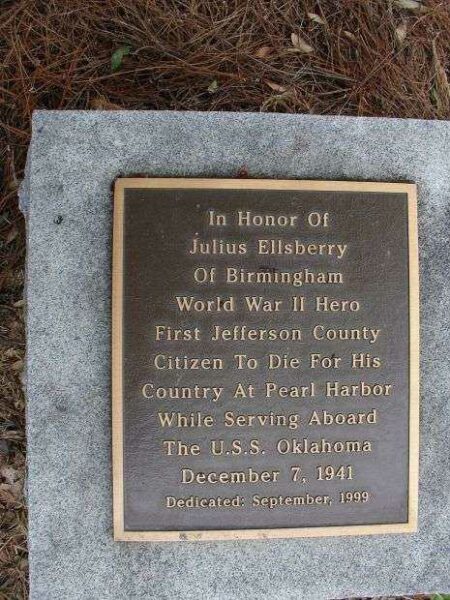 In Honor Of
Julius Ellsberry
Of Birmingham
World War II Hero
First Jefferson County
Citizen To Die For His
Country At Pearl Harbor
While Serving Aboard
The U.S.S. Oklahoma
December 7, 1941
Dedicated: September, 1999